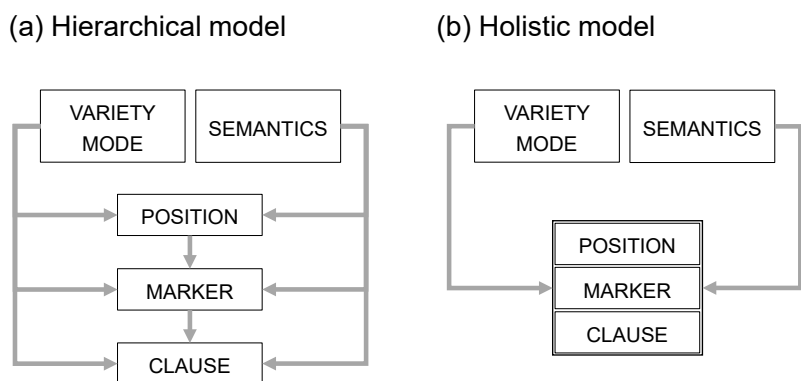 (a) Hierarchical model
VARIETY
MODE
SEMANTICS
POSITION
MARKER
CLAUSE
(b) Holistic model
VARIETY
MODE
SEMANTICS
POSITION
MARKER
CLAUSE